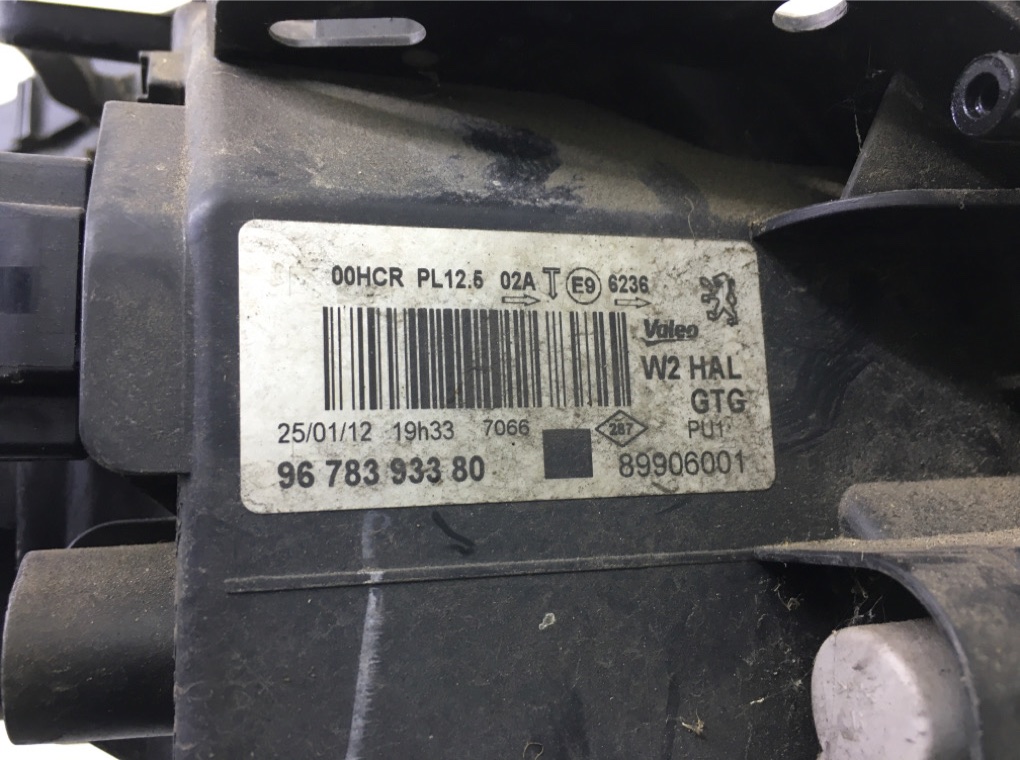 00HCR PL12.5 02A E9 6236
Valeo
W2 HAL
GTG
25/01/12 19h33 7066 287 PU1
96 783 933 80 89906001